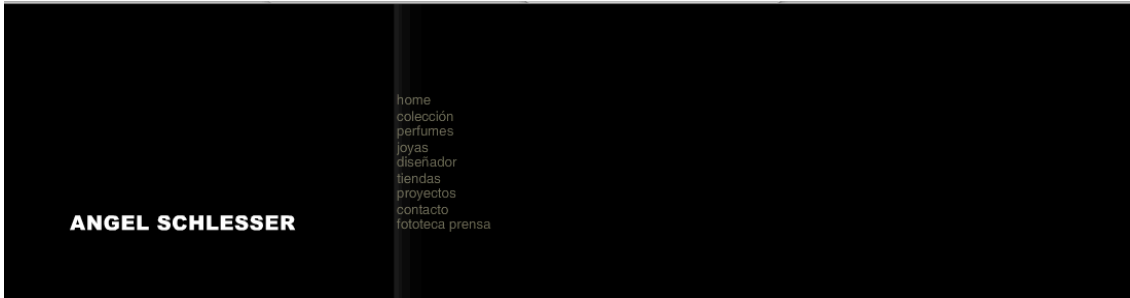 home
colección
perfumes
joyas
diseñador
tiendas
proyectos
contacto
fototeca prensa
ANGEL SCHLESSER